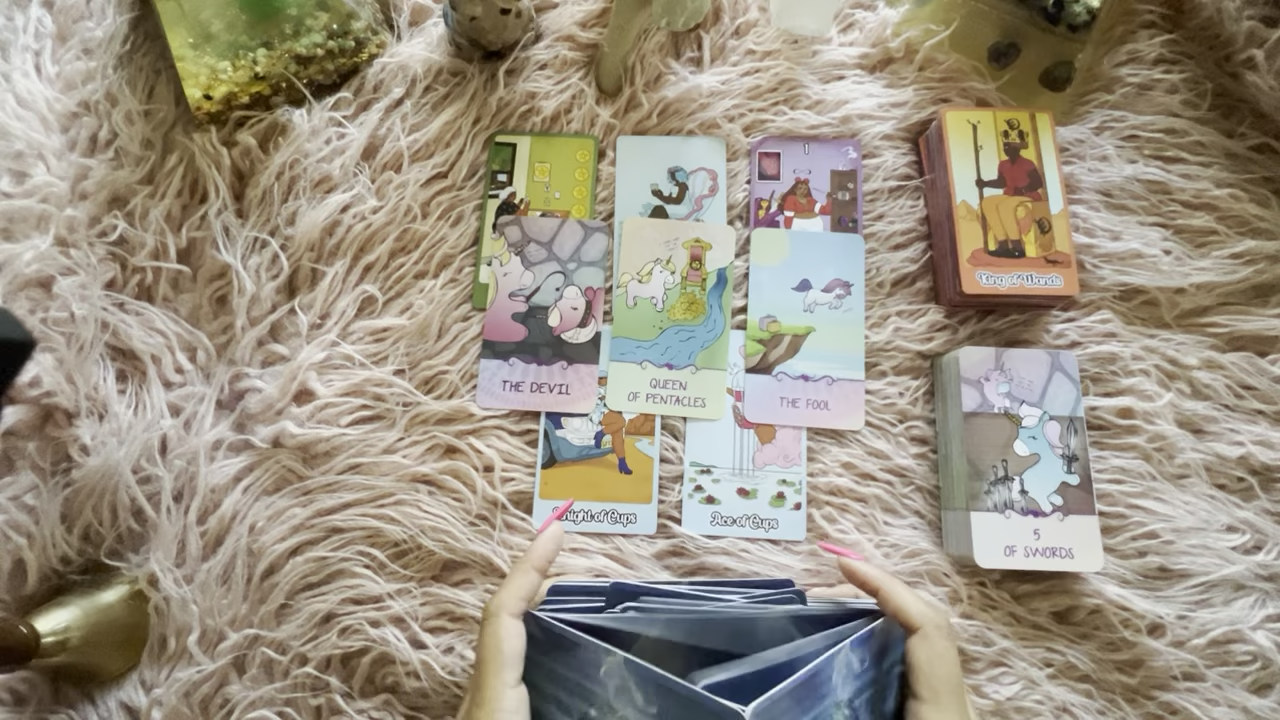 1
King of Wands
THE DEVIL
QUEEN
OF PENTACLES
THE FOOL
Knight of Cups
Ace of Cups
5
OF SWORDS